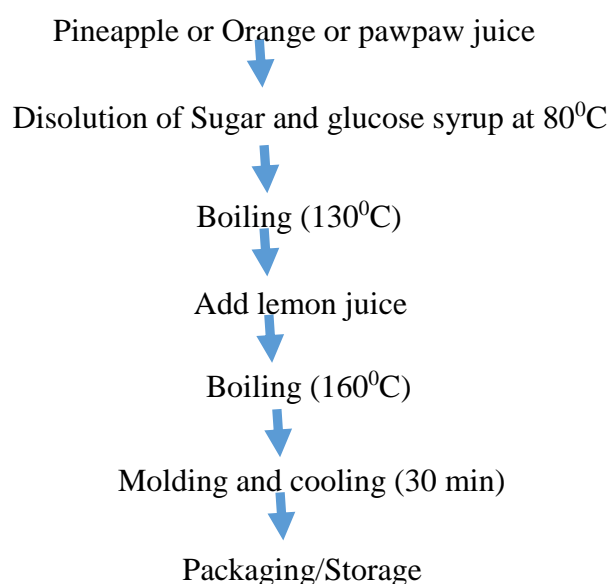 Pineapple or Orange or pawpaw juice
Disolution of Sugar and glucose syrup at 80⁰C
Boiling (130⁰C)
Add lemon juice
Boiling (160⁰C)
Molding and cooling (30 min)
Packaging/Storage